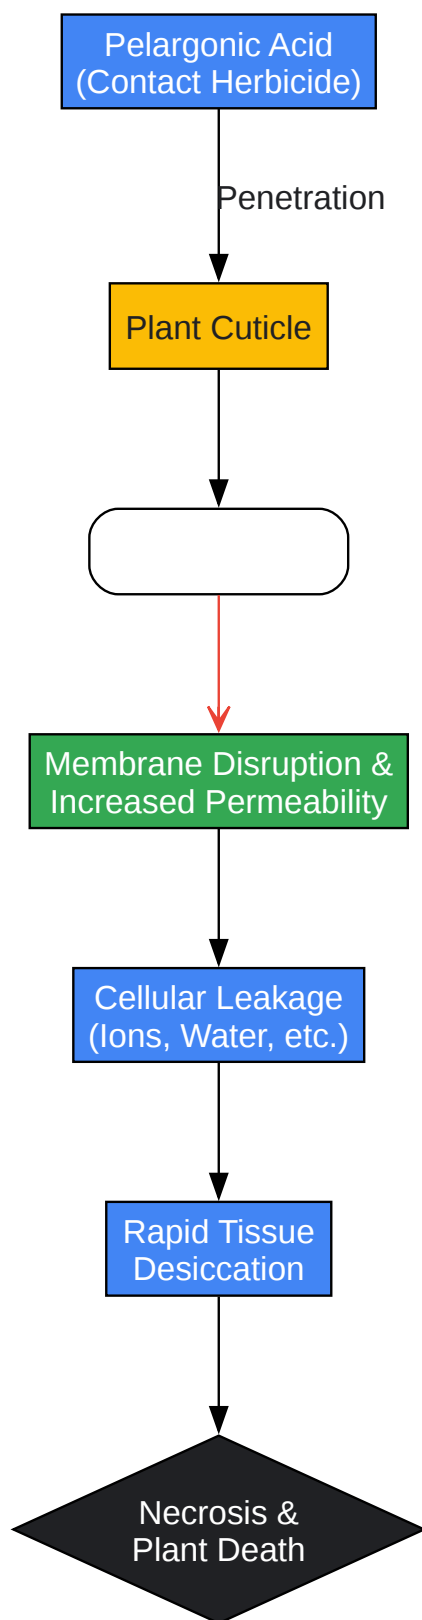 Pelargonic Acid
(Contact Herbicide)
Penetration
Plant Cuticle
Membrane Disruption &
Increased Permeability
Cellular Leakage
(Ions, Water, etc.)
Rapid Tissue
Desiccation
Necrosis &
Plant Death